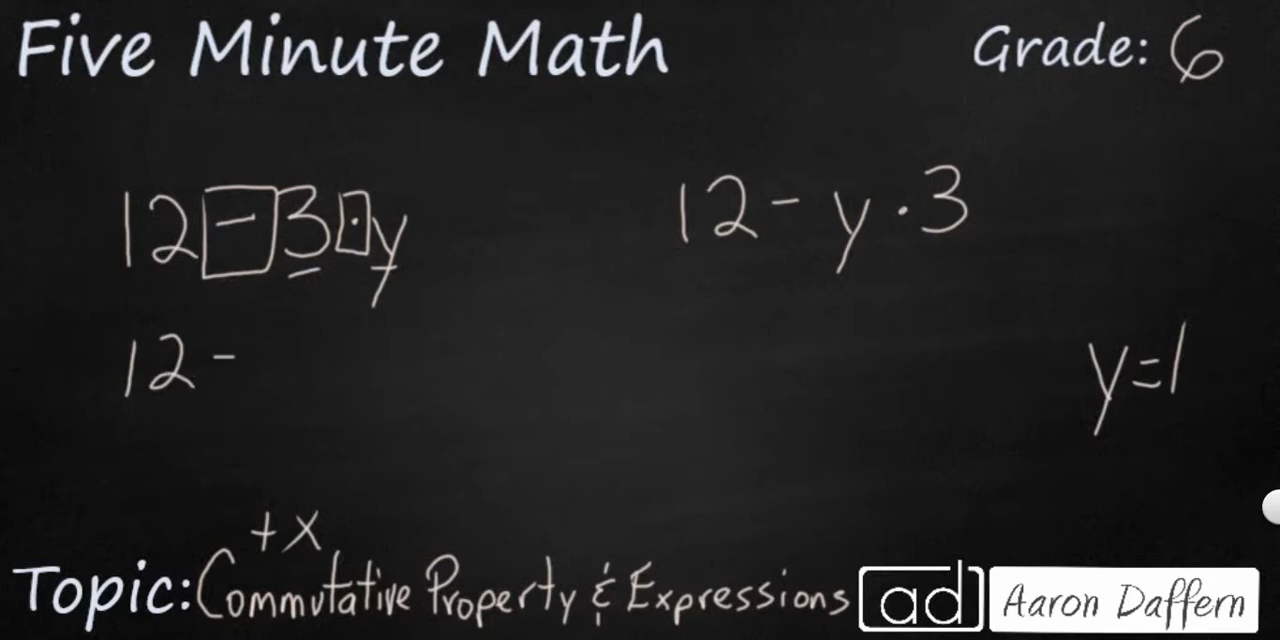 Five Minute Math Grade: 6
12 - 3 · y 12 - y · 3
12 -
y = 1
+ x
Topic: Commutative Property & Expressions ad Aaron Daffern